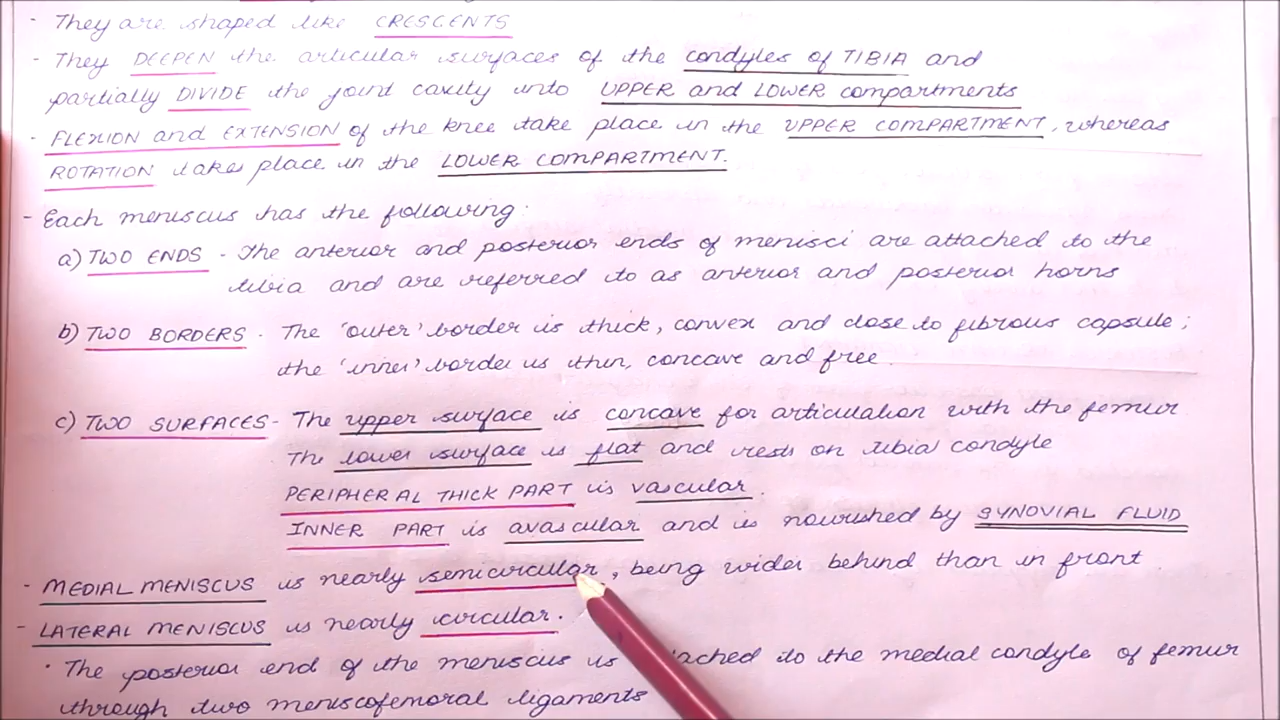 - They are shaped like CRESCENTS
- They DEEPEN the articular surfaces of the condyles of TIBIA and
partially DIVIDE the joint cavity into UPPER and LOWER compartments
- FLEXION and EXTENSION of the knee take place in the UPPER COMPARTMENT, whereas
ROTATION takes place in the LOWER COMPARTMENT.
- Each meniscus has the following:
a) TWO ENDS - The anterior and posterior ends of menisci are attached to the
tibia and are referred to as anterior and posterior horns
b) TWO BORDERS - The 'outer' border is thick, convex and close to fibrous capsule;
the 'inner' border is thin, concave and free.
c) TWO SURFACES - The upper surface is concave for articulation with the femur
The lower surface is flat and rests on tibial condyle
PERIPHERAL THICK PART is vascular.
INNER PART is avascular and is nourished by SYNOVIAL FLUID
- MEDIAL MENISCUS is nearly semicircular, being wider behind than in front.
- LATERAL MENISCUS is nearly circular.
· The posterior end of the meniscus is tached to the medial condyle of femur
through two meniscofemoral ligaments